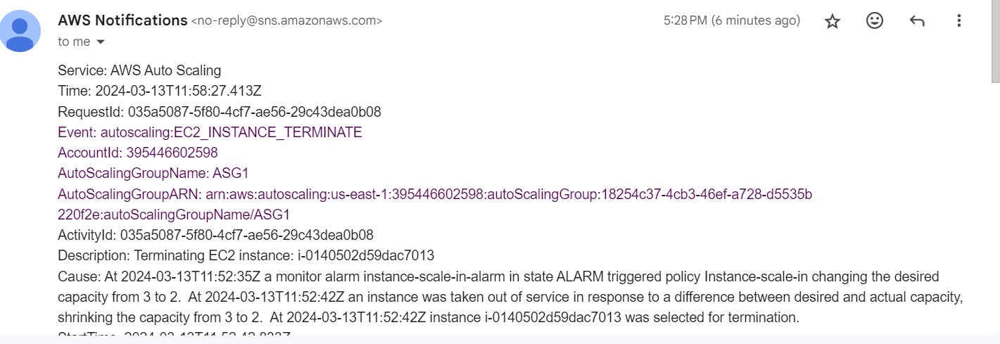 AWS Notifications <no-reply@sns.amazonaws.com> 5:28 PM (6 minutes ago)
to me
Service: AWS Auto Scaling
Time: 2024-03-13T11:58:27.413Z
RequestId: 035a5087-5f80-4cf7-ae56-29c43dea0b08
Event: autoscaling:EC2_INSTANCE_TERMINATE
AccountId: 395446602598
AutoScalingGroupName: ASG1
AutoScalingGroupARN: arn:aws:autoscaling:us-east-1:395446602598:autoScalingGroup:18254c37-4cb3-46ef-a728-d5535b
220f2e:autoScalingGroupName/ASG1
ActivityId: 035a5087-5f80-4cf7-ae56-29c43dea0b08
Description: Terminating EC2 instance: i-0140502d59dac7013
Cause: At 2024-03-13T11:52:35Z a monitor alarm instance-scale-in-alarm in state ALARM triggered policy Instance-scale-in changing the desired
capacity from 3 to 2.  At 2024-03-13T11:52:42Z an instance was taken out of service in response to a difference between desired and actual capacity,
shrinking the capacity from 3 to 2.  At 2024-03-13T11:52:42Z instance i-0140502d59dac7013 was selected for termination.